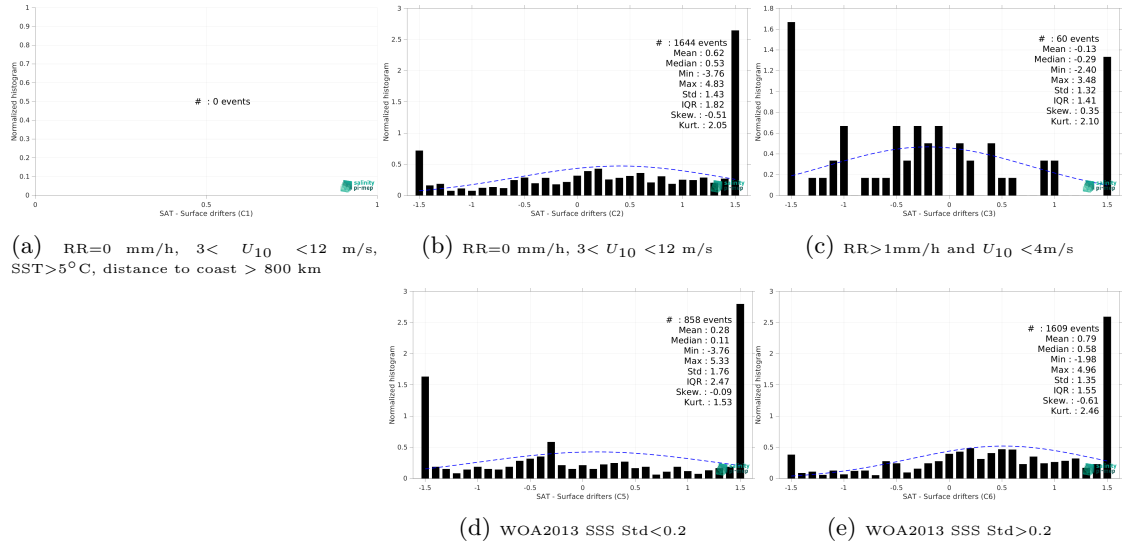 1
0.9
0.8
0.7
0.6
0.5
0.4
0.3
0.2
0.1
0
Normalized histogram
# : 0 events
salinity
pi-mep
0
0.5
1
SAT - Surface drifters (C1)
(a) RR=0 mm/h, 3< U10 <12 m/s,
SST>5°C, distance to coast > 800 km
3
2.5
2
1.5
1
0.5
0
Normalized histogram
# : 1644 events
Mean : 0.62
Median : 0.53
Min : -3.76
Max : 4.83
Std : 1.43
IQR : 1.82
Skew. : -0.51
Kurt. : 2.05
salinity
pi-mep
-1.5
-1
-0.5
0
0.5
1
1.5
SAT - Surface drifters (C2)
(b) RR=0 mm/h, 3< U10 <12 m/s
1.8
1.6
1.4
1.2
1
0.8
0.6
0.4
0.2
0
Normalized histogram
# : 60 events
Mean : -0.13
Median : -0.29
Min : -2.40
Max : 3.48
Std : 1.32
IQR : 1.41
Skew. : 0.35
Kurt. : 2.10
salinity
pi-mep
-1.5
-1
-0.5
0
0.5
1
1.5
SAT - Surface drifters (C3)
(c) RR>1mm/h and U10 <4m/s
3
2.5
2
1.5
1
0.5
0
Normalized histogram
# : 858 events
Mean : 0.28
Median : 0.11
Min : -3.76
Max : 5.33
Std : 1.76
IQR : 2.47
Skew. : -0.09
Kurt. : 1.53
salinity
pi-mep
-1.5
-1
-0.5
0
0.5
1
1.5
SAT - Surface drifters (C5)
(d) WOA2013 SSS Std<0.2
3
2.5
2
1.5
1
0.5
0
Normalized histogram
# : 1609 events
Mean : 0.79
Median : 0.58
Min : -1.98
Max : 4.96
Std : 1.35
IQR : 1.55
Skew. : -0.61
Kurt. : 2.46
salinity
pi-mep
-1.5
-1
-0.5
0
0.5
1
1.5
SAT - Surface drifters (C6)
(e) WOA2013 SSS Std>0.2